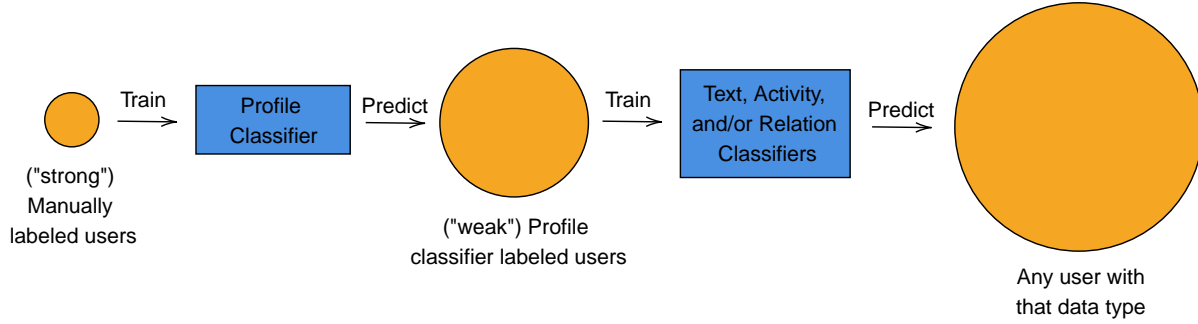 Train
Profile
Classifier
Predict
Train
Text, Activity,
and/or Relation
Classifiers
Predict
("strong")
Manually
labeled users
("weak") Profile
classifier labeled users
Any user with
that data type